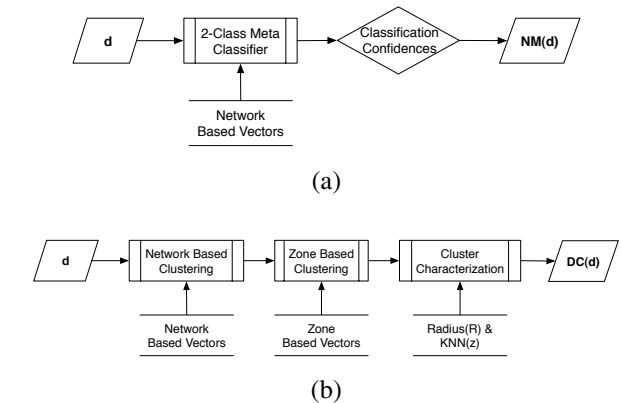 d
2-Class Meta
Classifier
Classification
Confidences
NM(d)
Network
Based Vectors
(a)
d
Network Based
Clustering
Zone Based
Clustering
Cluster
Characterization
DC(d)
Network
Based Vectors
Zone
Based Vectors
Radius(R) &
KNN(z)
(b)